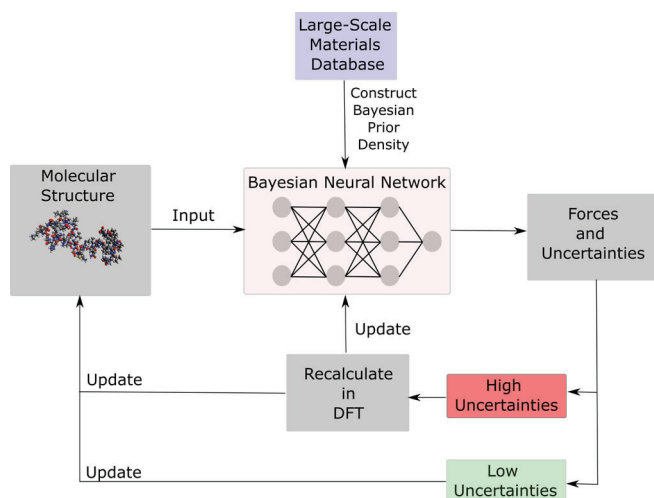 Large-Scale
Materials
Database
Construct
Bayesian
Prior
Density
Molecular
Structure
Input
Bayesian Neural Network
Forces
and
Uncertainties
Update
Update
Recalculate
in
DFT
High
Uncertainties
Update
Low
Uncertainties